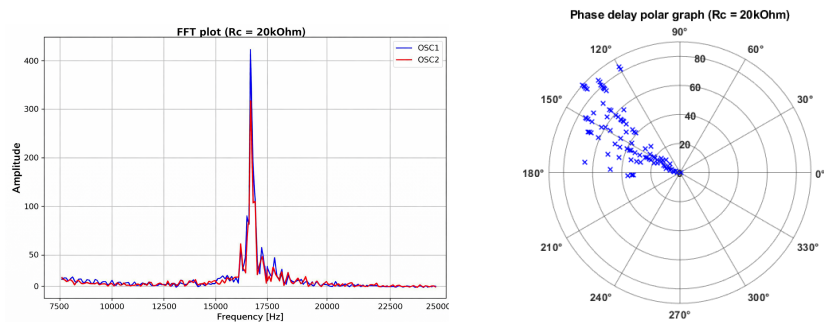 FFT plot (Rc = 20kOhm)
OSC1
OSC2
400
300
200
100
50
0
Amplitude
7500 10000 12500 15000 17500 20000 22500 25000
Frequency [Hz]
Phase delay polar graph (Rc = 20kOhm)
90°
120° 60°
80
150° 60 30°
40
20
180° 0°
210° 330°
240° 300°
270°